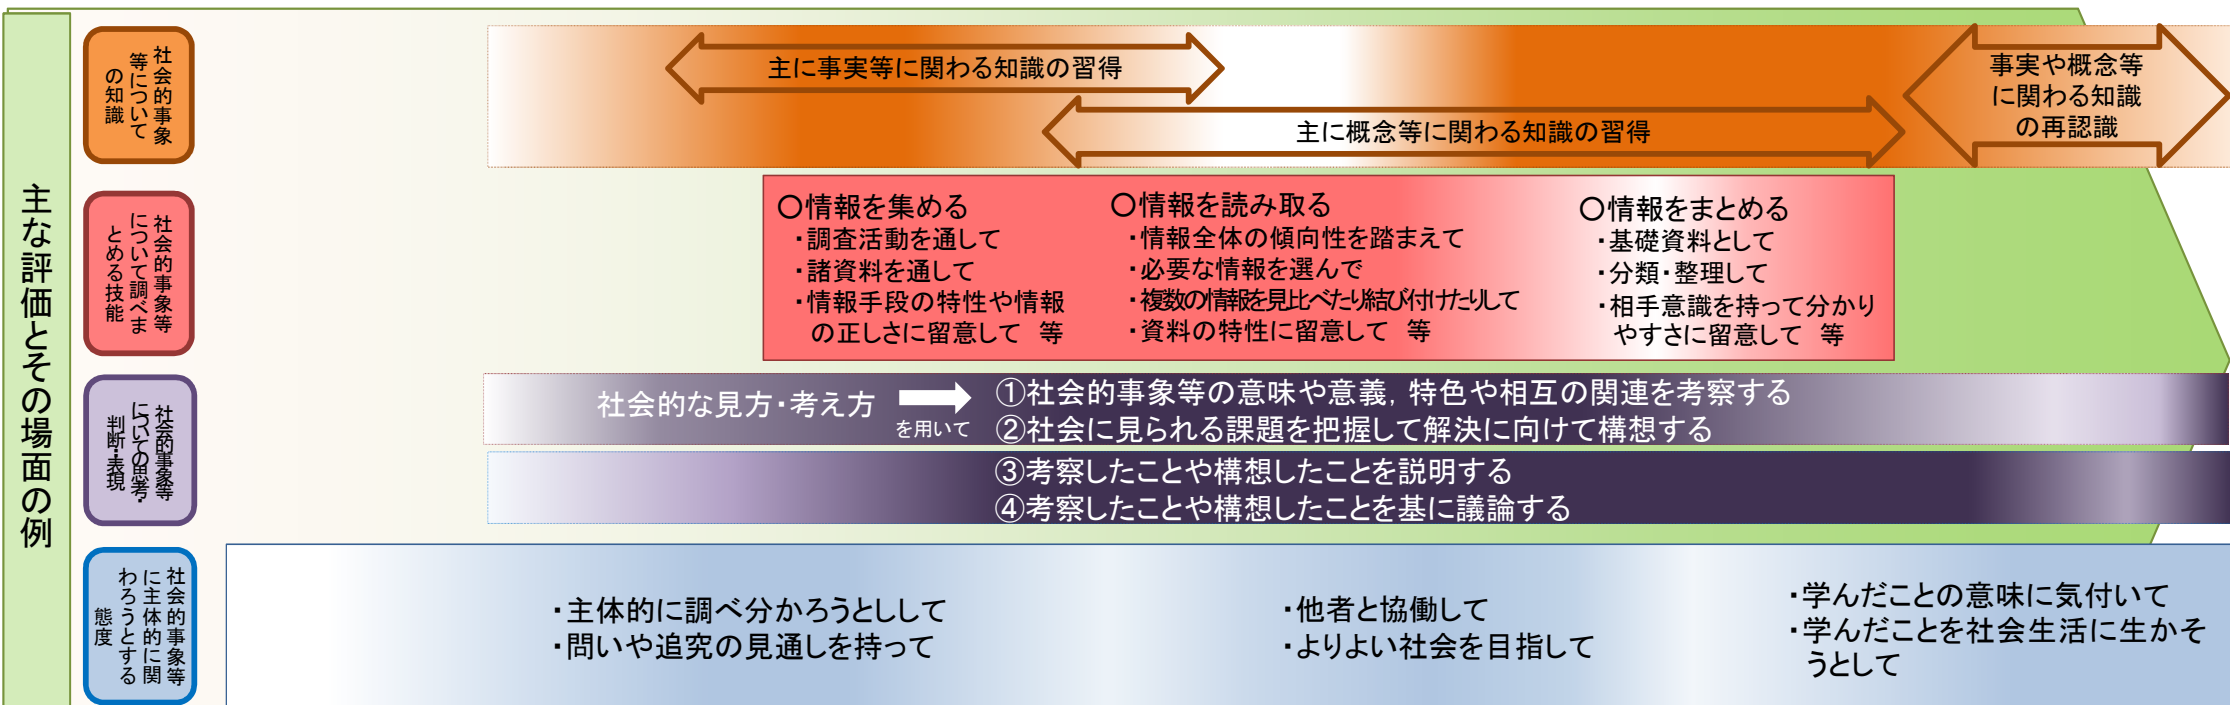 主な評価とその場面の例
社会的事象
等について
の知識
主に事実等に関わる知識の習得
主に概念等に関わる知識の習得
事実や概念等
に関わる知識
の再認識
社会的事象等
について調べま
とめる技能
○情報を集める
・調査活動を通して
・諸資料を通して
・情報手段の特性や情報
の正しさに留意して 等
○情報を読み取る
・情報全体の傾向性を踏まえて
・必要な情報を選んで
・複数の情報を見比べたり結び付けたりして
・資料の特性に留意して 等
○情報をまとめる
・基礎資料として
・分類・整理して
・相手意識を持って分かり
やすさに留意して 等
社会的事象等
についての思考・
判断・表現
社会的な見方・考え方
を用いて
①社会的事象等の意味や意義，特色や相互の関連を考察する
②社会に見られる課題を把握して解決に向けて構想する
③考察したことや構想したことを説明する
④考察したことや構想したことを基に議論する
社会的事象等
に主体的に関
わろうとする
態度
・主体的に調べ分かろうとしして
・問いや追究の見通しを持って
・他者と協働して
・よりよい社会を目指して
・学んだことの意味に気付いて
・学んだことを社会生活に生かそ
うとして